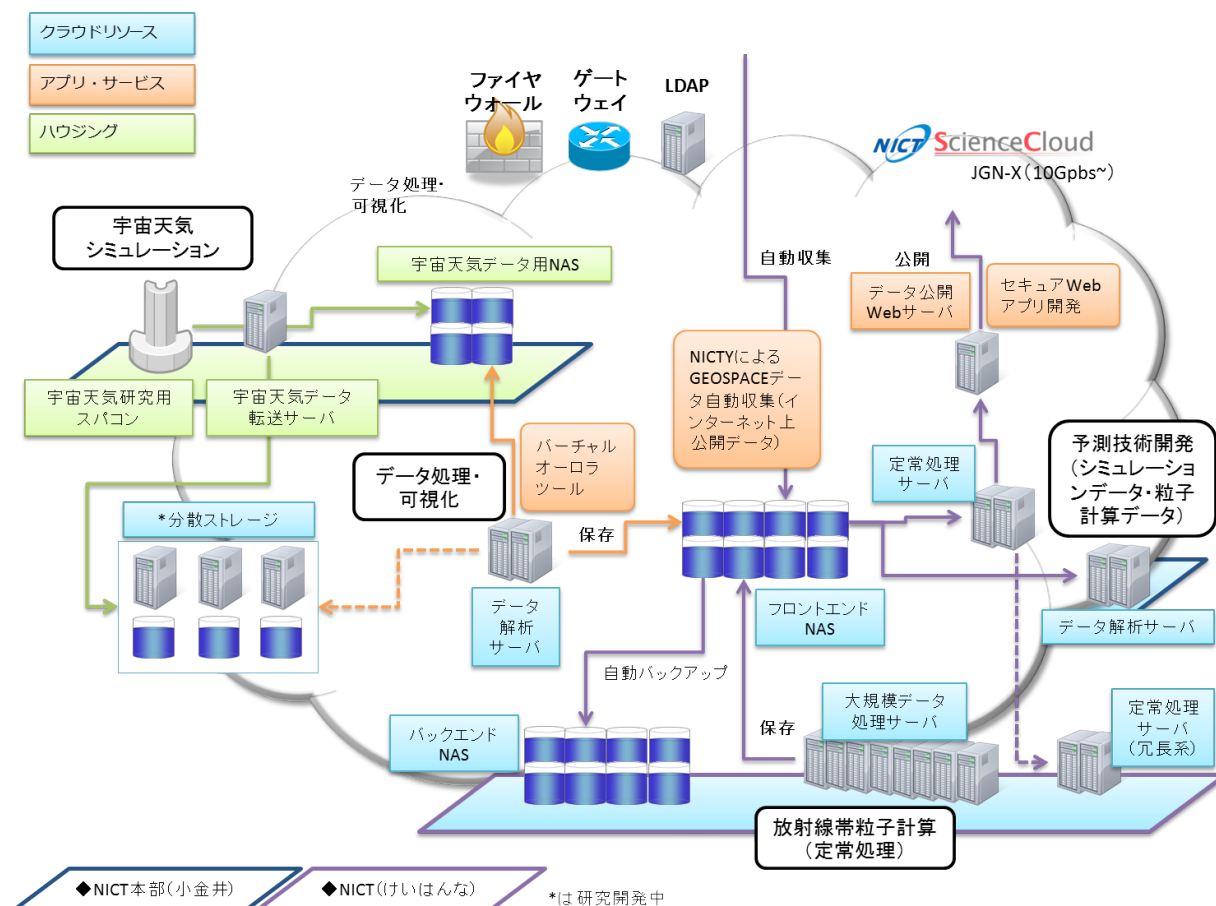 クラウドリソース
アプリ・サービス
ハウジング
ファイヤ
ウォール
ゲート
ウェイ
LDAP
NICT ScienceCloud
JGN-X（10Gpbs~）
データ処理・
可視化
宇宙天気
シミュレーション
宇宙天気データ用NAS
自動収集
公開
データ公開
Webサーバ
セキュアWeb
アプリ開発
NICTYによる
GEOSPACEデー
タ自動収集（イ
ンターネット上
公開データ）
宇宙天気研究用
スパコン
宇宙天気データ
転送サーバ
データ処理・
可視化
バーチャル
オーロラ
ツール
定常処理
サーバ
予測技術開発
（シミュレーショ
ンデータ・粒子
計算データ）
*分散ストレージ
保存
データ
解析
サーバ
フロントエンド
NAS
データ解析サーバ
自動バックアップ
バックエンド
NAS
保存
大規模データ
処理サーバ
定常処理
サーバ
（冗長系）
放射線帯粒子計算
（定常処理）
◆NICT本部（小金井）
◆NICT（けいはんな）
*は研究開発中